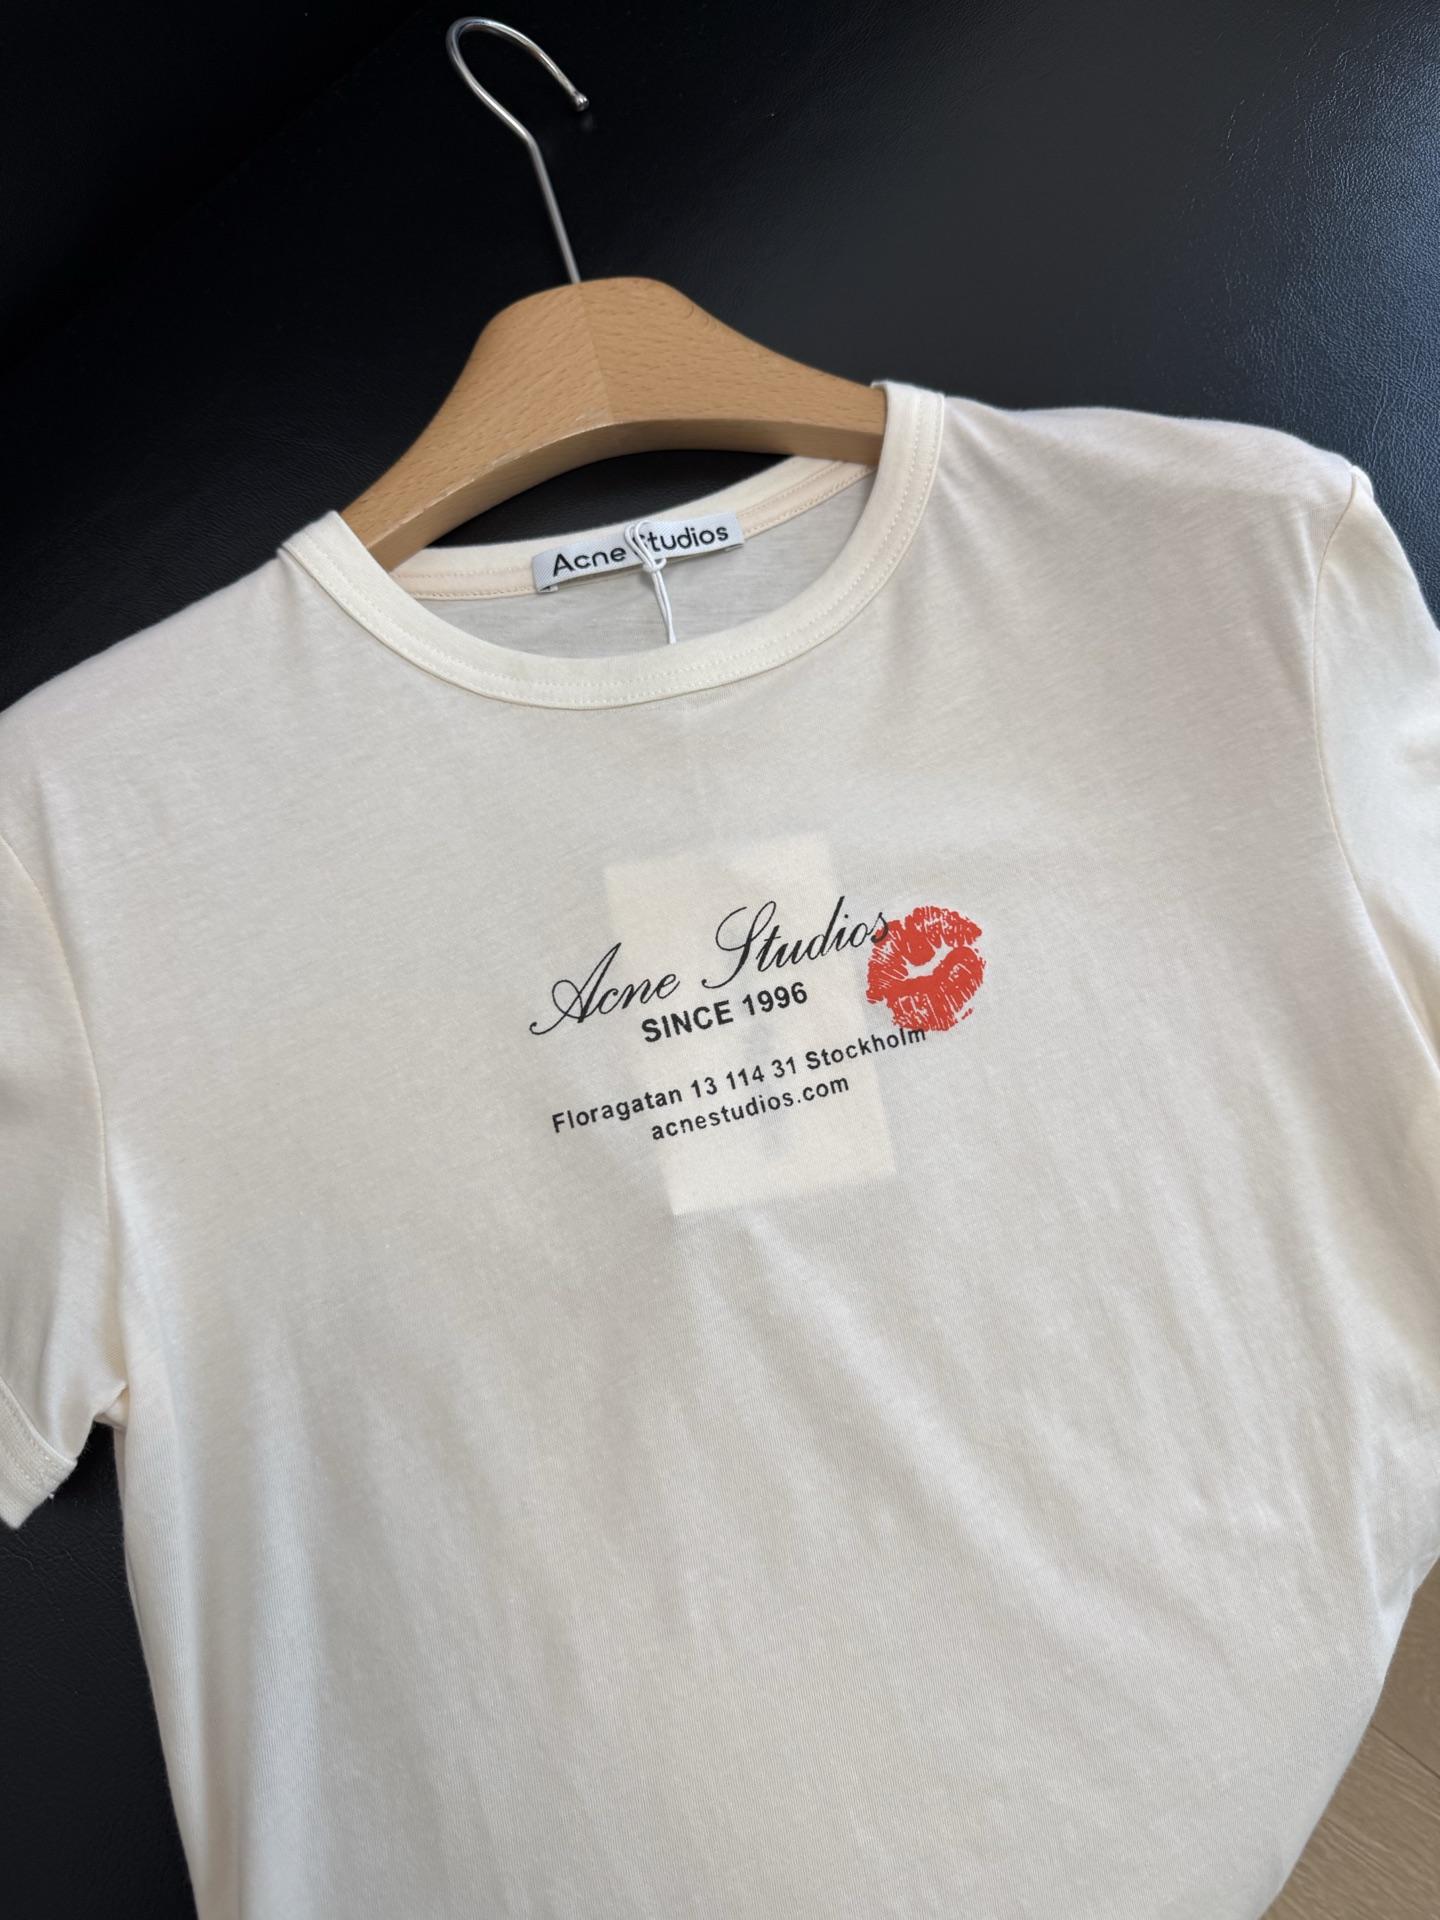 Acne Studios
Acne Studios
SINCE 1996
Floragatan 13 114 31 Stockholm
acnestudios.com